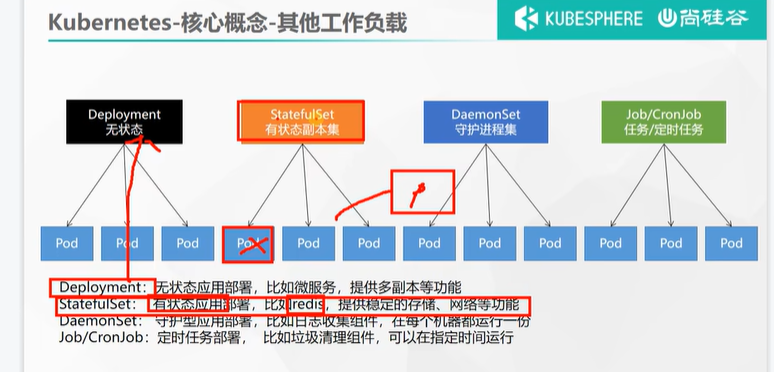 Kubernetes-核心概念-其他工作负载
KUBESPHERE 尚硅谷
Deployment
无状态
StatefulSet
有状态副本集
DaemonSet
守护进程集
Job/CronJob
任务/定时任务
Pod Pod Pod Pod Pod Pod Pod Pod Pod Pod Pod
Deployment：无状态应用部署，比如微服务，提供多副本等功能
StatefulSet：有状态应用部署，比如redis，提供稳定的存储、网络等功能
DaemonSet：守护型应用部署，比如日志收集组件，在每个机器都运行一份
Job/CronJob：定时任务部署，比如垃圾清理组件，可以在指定时间运行